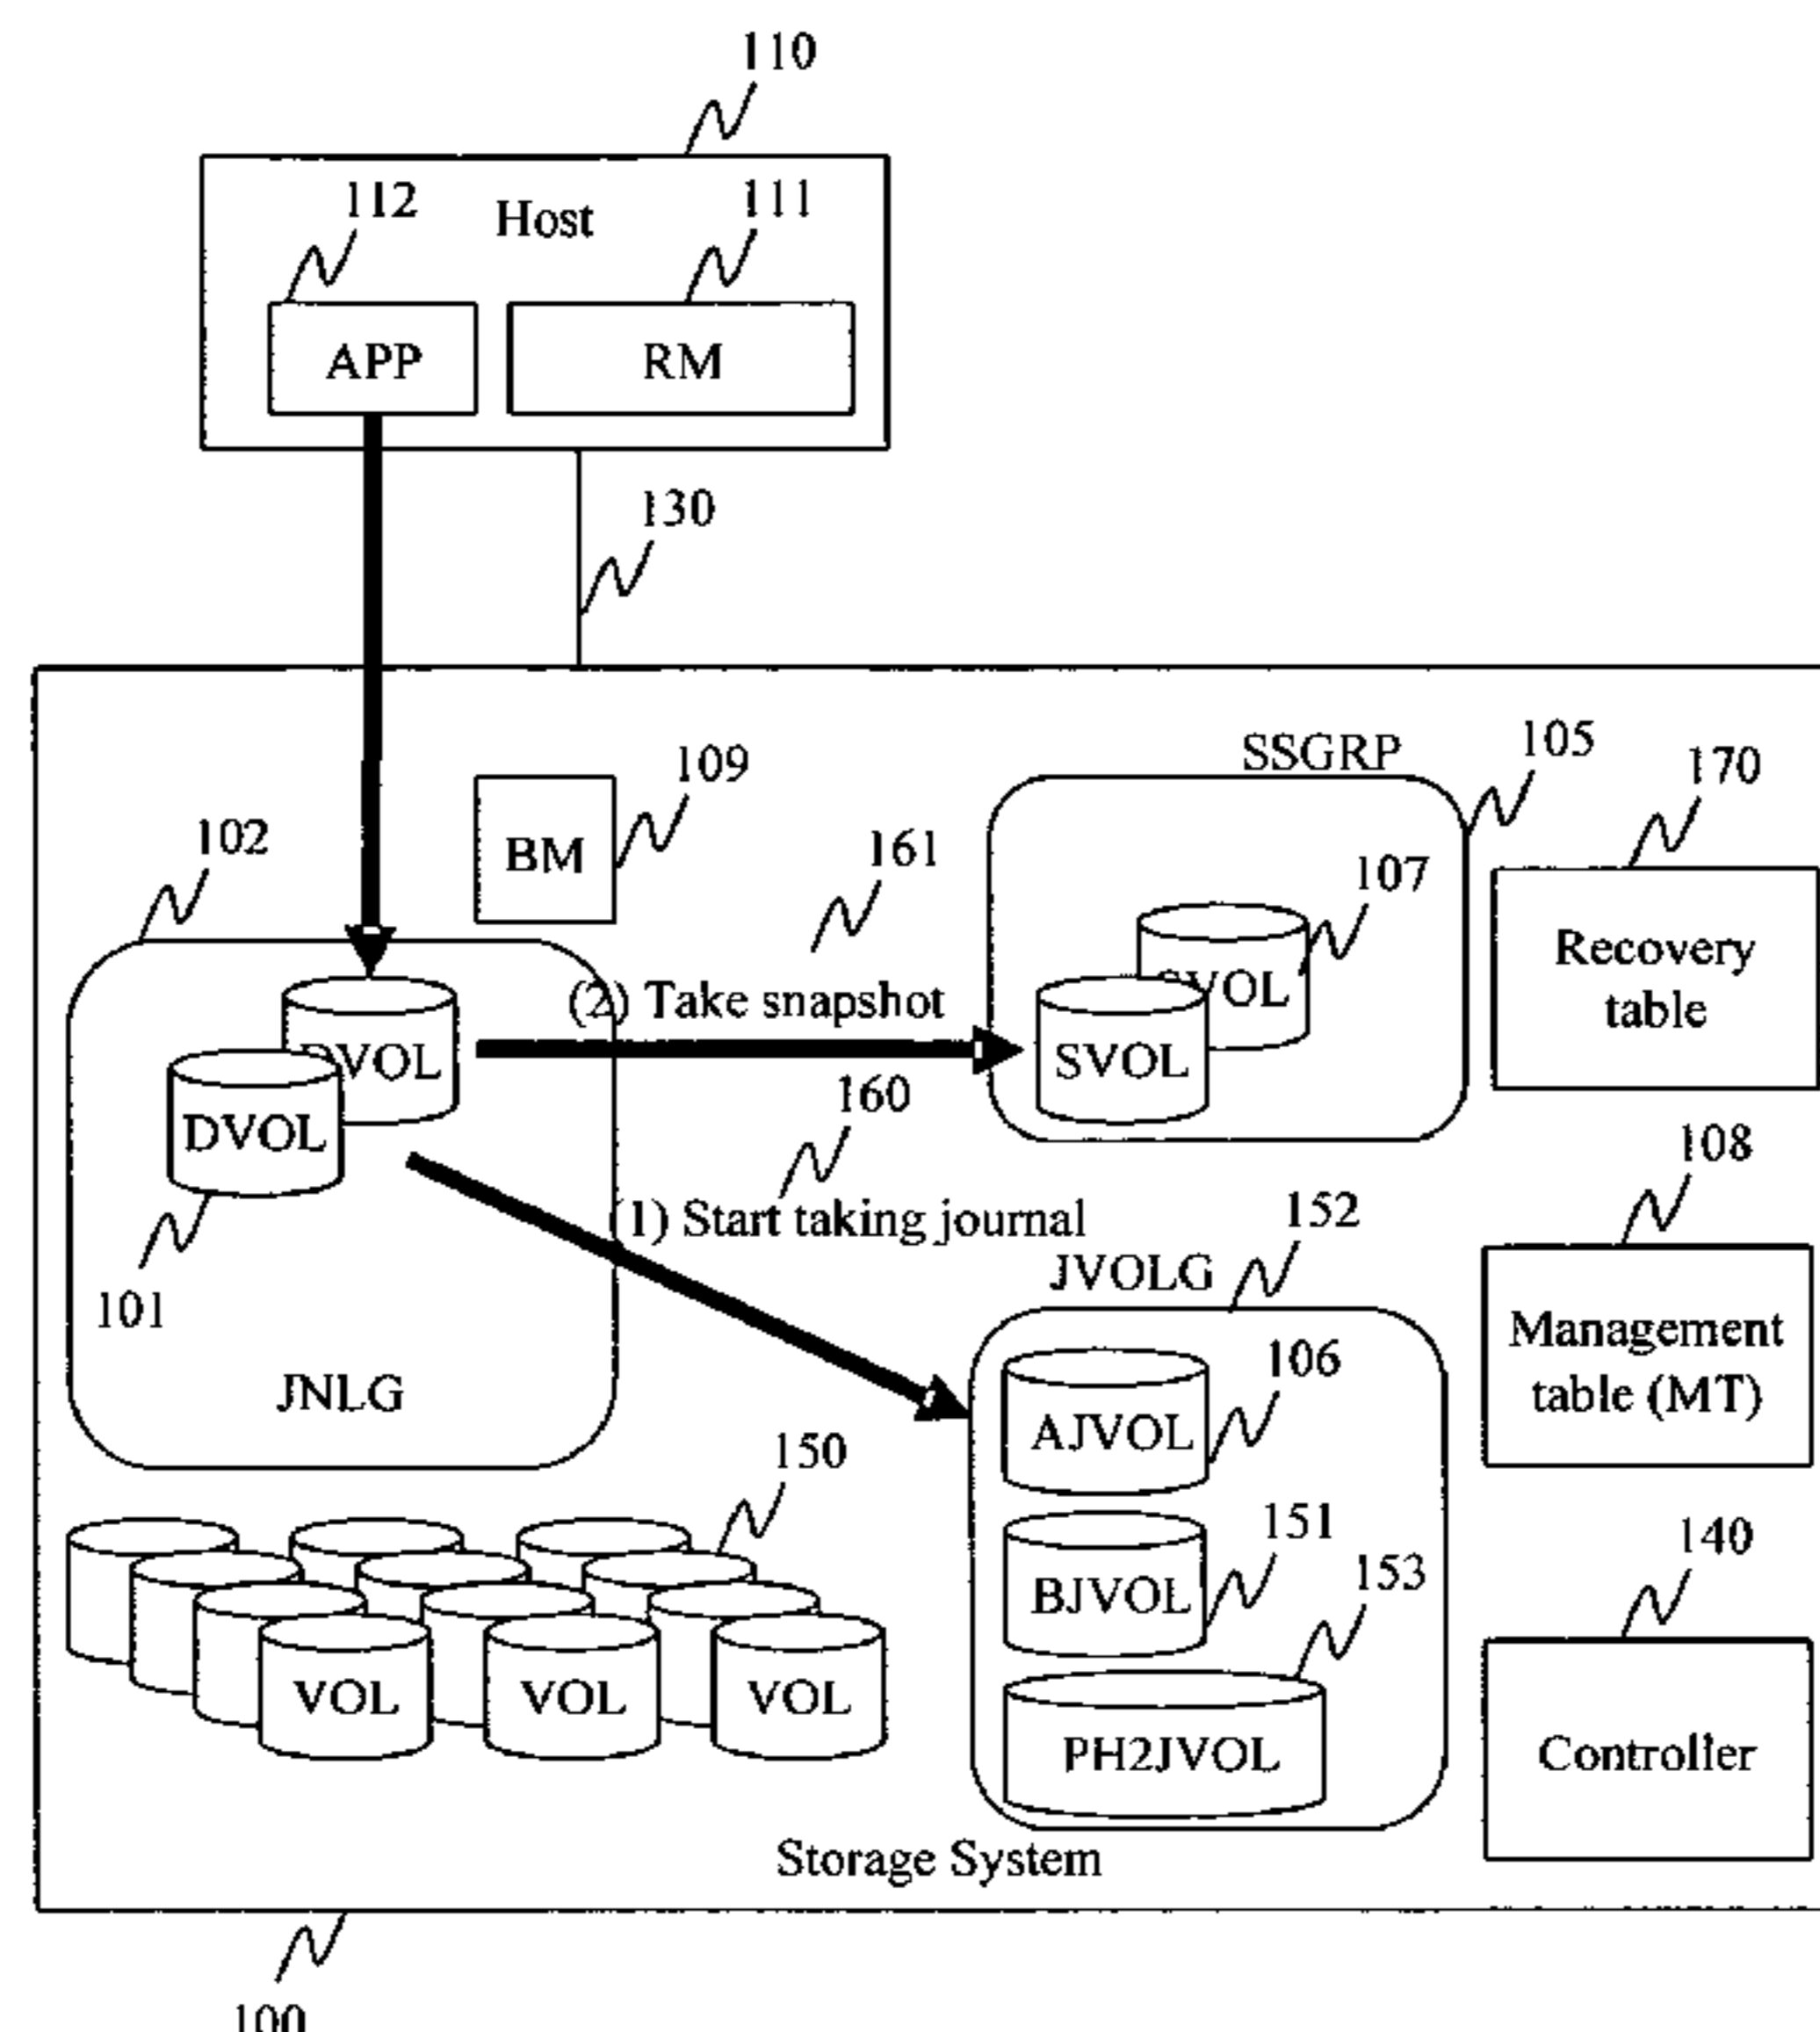 110
112
Host
111
APP
RM
130
SSGRP
105
170
109
102
BM
161
107
Recovery
table
SVOL
(2) Take snapshot
DVOL
SVOL
160
DVOL
108
(1) Start taking journal
152
JVOLG
101
Management
table (MT)
106
JNLG
AJVOL
150
151
140
153
BJVOL
VOL
VOL
VOL
PH2JVOL
Controller
Storage System
100